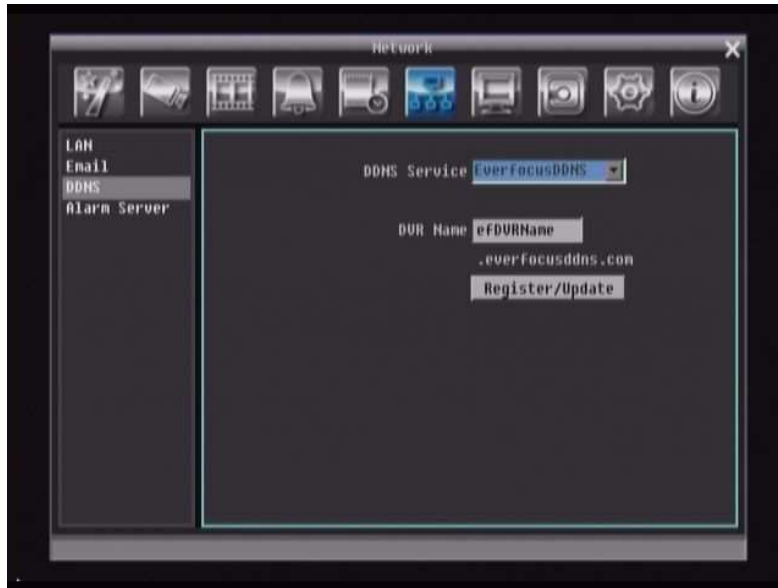 Network
LAN
Email
DDNS
Alarm Server
DDNS Service EverfocusDDNS
DVR Name efDVRName
.everfocusddns.com
Register/Update